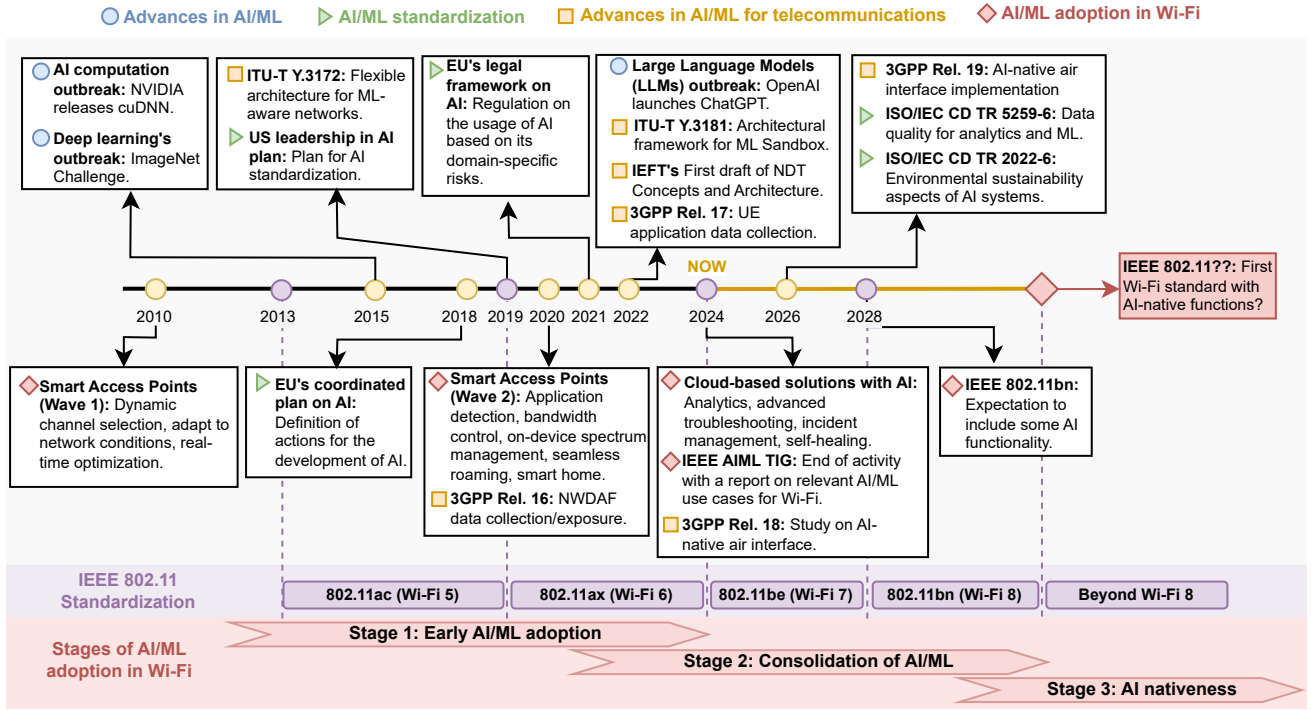 Advances in AI/ML
AI/ML standardization
Advances in AI/ML for telecommunications
AI/ML adoption in Wi-Fi
AI computation
outbreak: NVIDIA
releases cuDNN.
Deep learning's
outbreak: ImageNet
Challenge.
ITU-T Y.3172: Flexible
architecture for ML-
aware networks.
US leadership in AI
plan: Plan for AI
standardization.
EU's legal
framework on
AI: Regulation on
the usage of AI
based on its
domain-specific
risks.
Large Language Models
(LLMs) outbreak: OpenAI
launches ChatGPT.
ITU-T Y.3181: Architectural
framework for ML Sandbox.
IEFT's First draft of NDT
Concepts and Architecture.
3GPP Rel. 17: UE
application data collection.
3GPP Rel. 19: AI-native air
interface implementation
ISO/IEC CD TR 5259-6: Data
quality for analytics and ML.
ISO/IEC CD TR 2022-6:
Environmental sustainability
aspects of AI systems.
NOW
IEEE 802.11??: First
Wi-Fi standard with
AI-native functions?
2010
2013
2015
2018
2019
2020
2021
2022
2024
2026
2028
Smart Access Points
(Wave 1): Dynamic
channel selection, adapt to
network conditions, real-
time optimization.
EU's coordinated
plan on AI:
Definition of
actions for the
development of AI.
Smart Access Points
(Wave 2): Application
detection, bandwidth
control, on-device spectrum
management, seamless
roaming, smart home.
3GPP Rel. 16: NWDAF
data collection/exposure.
Cloud-based solutions with AI:
Analytics, advanced
troubleshooting, incident
management, self-healing.
IEEE AIML TIG: End of activity
with a report on relevant AI/ML
use cases for Wi-Fi.
3GPP Rel. 18: Study on AI-
native air interface.
IEEE 802.11bn:
Expectation to
include some AI
functionality.
IEEE 802.11
Standardization
802.11ac (Wi-Fi 5)
802.11ax (Wi-Fi 6)
802.11be (Wi-Fi 7)
802.11bn (Wi-Fi 8)
Beyond Wi-Fi 8
Stages of AI/ML
adoption in Wi-Fi
Stage 1: Early AI/ML adoption
Stage 2: Consolidation of AI/ML
Stage 3: AI nativeness